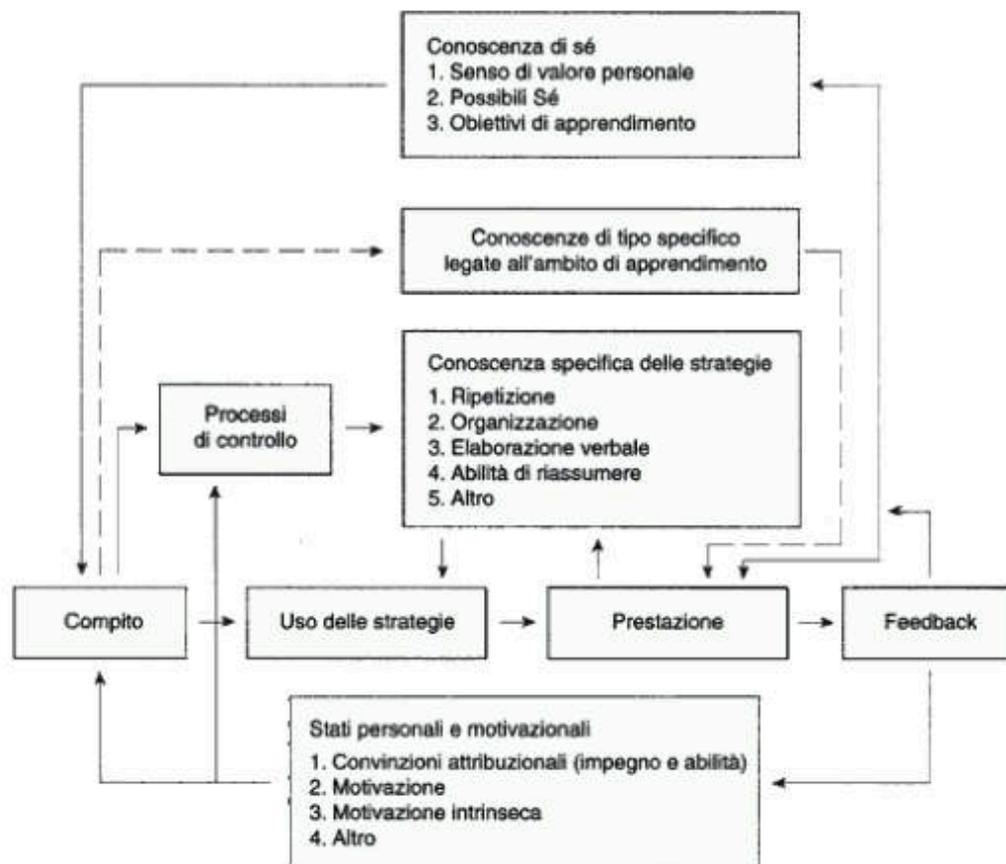 Conoscenza di sé
1. Senso di valore personale
2. Possibili Sé
3. Obiettivi di apprendimento
Conoscenze di tipo specifico
legate all'ambito di apprendimento
Conoscenza specifica delle strategie
1. Ripetizione
2. Organizzazione
3. Elaborazione verbale
4. Abilità di riassumere
5. Altro
Processi
di controllo
Compito
Uso delle strategie
Prestazione
Feedback
Stati personali e motivazionali
1. Convinzioni attribuzionali (impegno e abilità)
2. Motivazione
3. Motivazione intrinseca
4. Altro